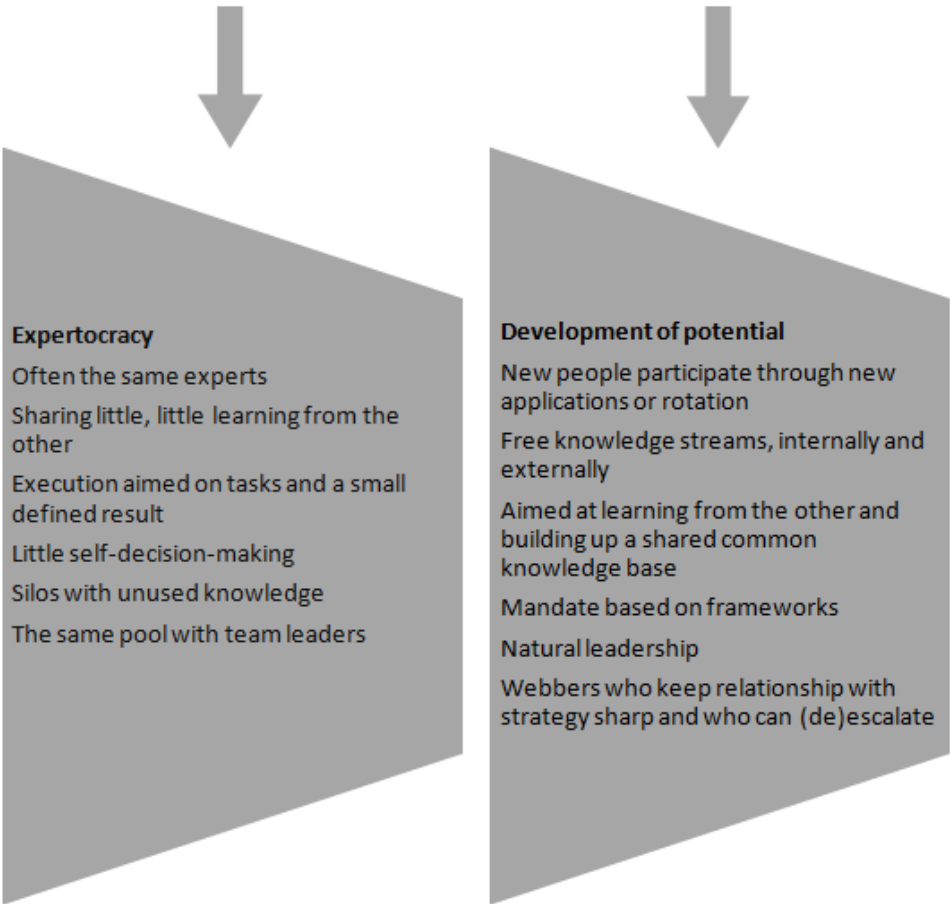 Expertocracy
Often the same experts
Sharing little, little learning from the
other
Execution aimed on tasks and a small
defined result
Little self-decision-making
Silos with unused knowledge
The same pool with team leaders
Development of potential
New people participate through new
applications or rotation
Free knowledge streams, internally and
externally
Aimed at learning from the other and
building up a shared common
knowledge base
Mandate based on frameworks
Natural leadership
Webbers who keep relationship with
strategy sharp and who can (de)escalate